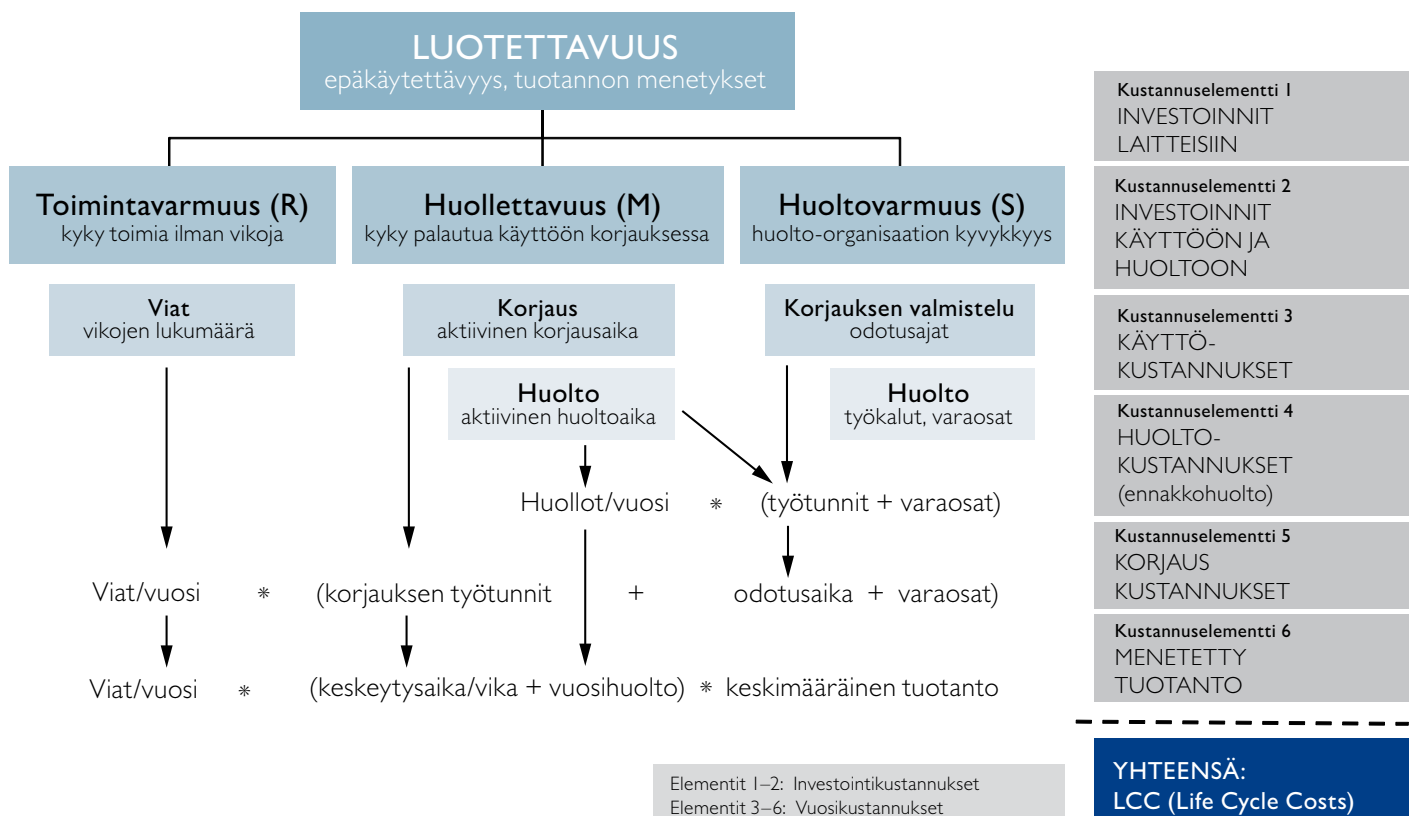 LUOTETTAVUUS
epäkäytettävyys, tuotannon menetykset
Toimintavarmuus (R)
kyky toimia ilman vikoja
Huollettavuus (M)
kyky palautua käyttöön korjauksessa
Huoltovarmuus (S)
huolto-organisaation kyvykkyys
Viat
vikojen lukumäärä
Korjaus
aktiivinen korjausaika
Korjauksen valmistelu
odotusajat
Huolto
aktiivinen huoltoaika
Huolto
työkalut, varaosat
Huollot/vuosi * (työtunnit + varaosat)
Viat/vuosi * (korjauksen työtunnit + odotusaika + varaosat)
Viat/vuosi * (keskeytysaika/vika + vuosihuolto) * keskimääräinen tuotanto
Kustannuselementti 1
INVESTOINNIT
LAITTEISIIN
Kustannuselementti 2
INVESTOINNIT
KÄYTTÖÖN JA
HUOLTOON
Kustannuselementti 3
KÄYTTÖ-
KUSTANNUKSET
Kustannuselementti 4
HUOLTO-
KUSTANNUKSET
(ennakkohuolto)
Kustannuselementti 5
KORJAUS
KUSTANNUKSET
Kustannuselementti 6
MENETETTY
TUOTANTO
Elementit 1–2: Investointikustannukset
Elementit 3–6: Vuosikustannukset
YHTEENSÄ:
LCC (Life Cycle Costs)